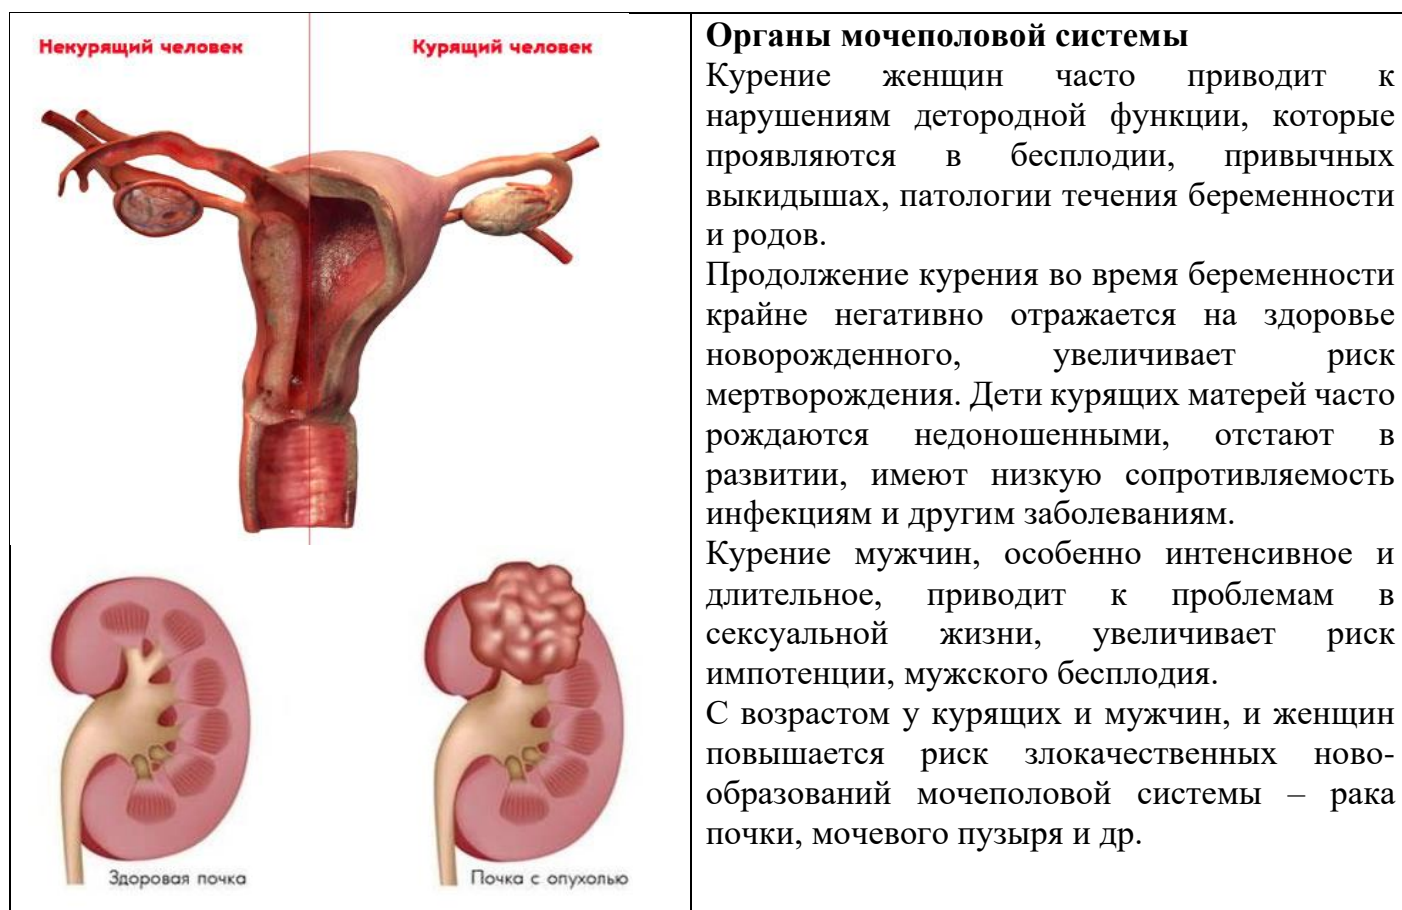 Некурящий человек
Курящий человек
Здоровая почка
Почка с опухолью
Органы мочеполовой системы
Курение женщин часто приводит к
нарушениям детородной функции, которые
проявляются в бесплодии, привычных
выкидышах, патологии течения беременности
и родов.
Продолжение курения во время беременности
крайне негативно отражается на здоровье
новорожденного, увеличивает риск
мертворождения. Дети курящих матерей часто
рождаются недоношенными, отстают в
развитии, имеют низкую сопротивляемость
инфекциям и другим заболеваниям.
Курение мужчин, особенно интенсивное и
длительное, приводит к проблемам в
сексуальной жизни, увеличивает риск
импотенции, мужского бесплодия.
С возрастом у курящих и мужчин, и женщин
повышается риск злокачественных ново-
образований мочеполовой системы – рака
почки, мочевого пузыря и др.